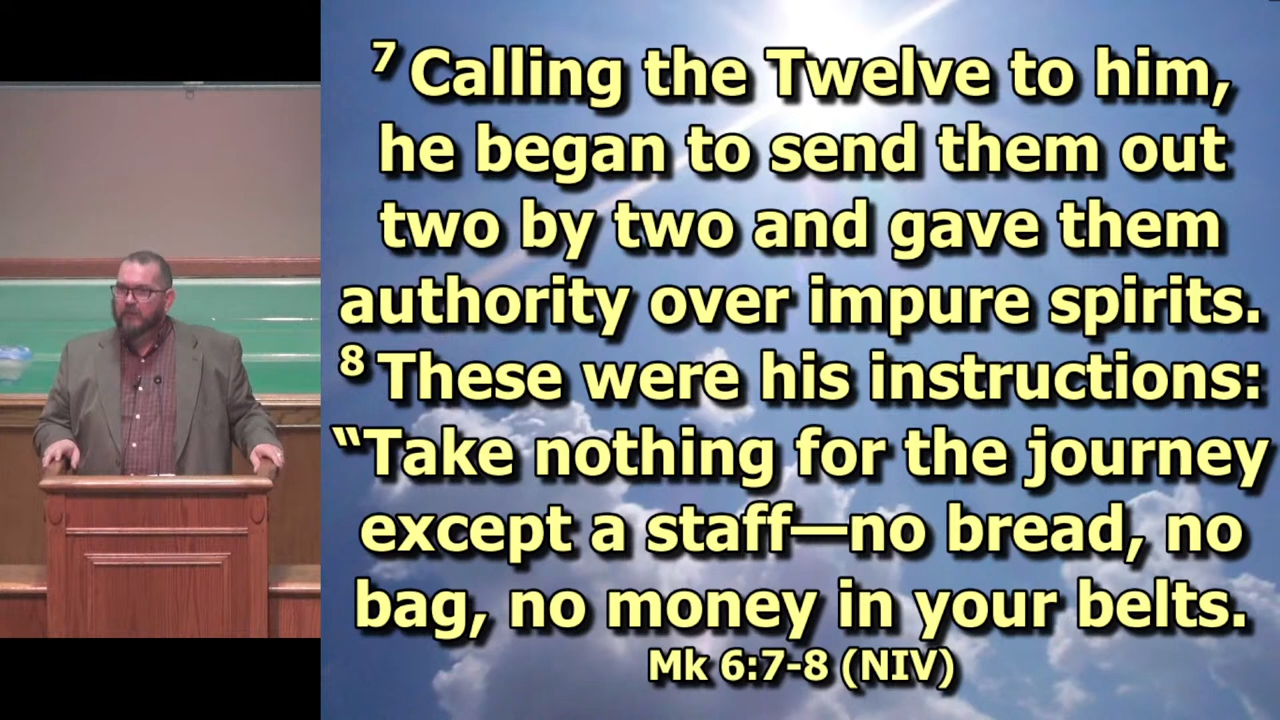 ⁷ Calling the Twelve to him,
he began to send them out
two by two and gave them
authority over impure spirits.
⁸ These were his instructions:
“Take nothing for the journey
except a staff—no bread, no
bag, no money in your belts.
Mk 6:7-8 (NIV)